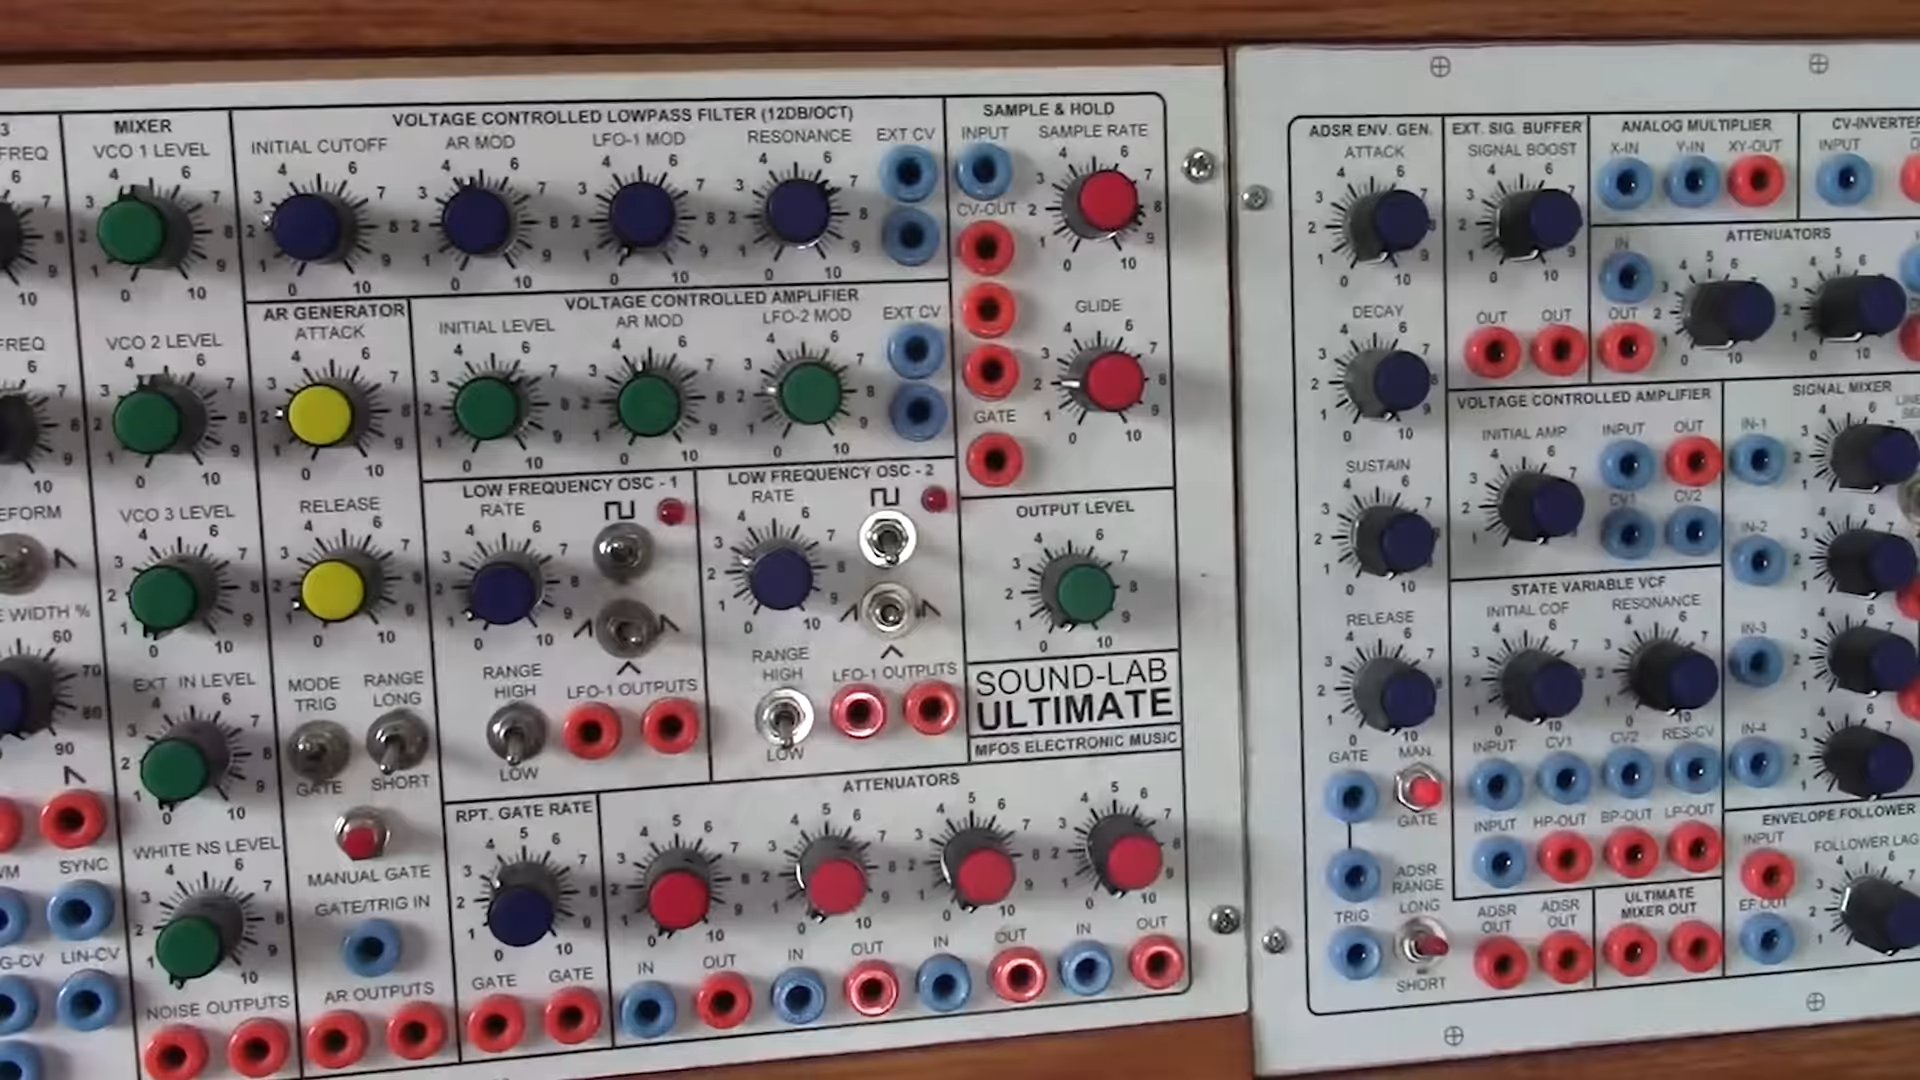 3
FREQ
MIXER
VCO 1 LEVEL
VCO 2 LEVEL
VCO 3 LEVEL
EXT IN LEVEL
WHITE NS LEVEL
NOISE OUTPUTS
SYNC
LIN-CV
VOLTAGE CONTROLLED LOWPASS FILTER (12DB/OCT)
INITIAL CUTOFF
AR MOD
LFO-1 MOD
RESONANCE
EXT CV
AR GENERATOR
ATTACK
RELEASE
MODE
TRIG
GATE
RANGE
LONG
SHORT
MANUAL GATE
GATE/TRIG IN
AR OUTPUTS
VOLTAGE CONTROLLED AMPLIFIER
INITIAL LEVEL
AR MOD
LFO-2 MOD
EXT CV
LOW FREQUENCY OSC - 1
RATE
RANGE
HIGH
LOW
LFO-1 OUTPUTS
LOW FREQUENCY OSC - 2
RATE
RANGE
HIGH
LOW
LFO-1 OUTPUTS
RPT. GATE RATE
GATE GATE
ATTENUATORS
IN OUT IN OUT IN OUT IN OUT
SAMPLE & HOLD
INPUT
SAMPLE RATE
CV-OUT
GLIDE
GATE
OUTPUT LEVEL
SOUND-LAB
ULTIMATE
MFOS ELECTRONIC MUSIC
ADSR ENV. GEN.
ATTACK
DECAY
SUSTAIN
RELEASE
GATE
MAN.
GATE
ADSR
RANGE
LONG
TRIG
SHORT
EXT. SIG. BUFFER
SIGNAL BOOST
OUT OUT
ANALOG MULTIPLIER
X-IN Y-IN XY-OUT
CV-INVERTER
INPUT
ATTENUATORS
IN
OUT
VOLTAGE CONTROLLED AMPLIFIER
INITIAL AMP
INPUT OUT
CV1 CV2
STATE VARIABLE VCF
INITIAL COF
RESONANCE
INPUT CV1 CV2 RES-CV
INPUT HP-OUT BP-OUT LP-OUT
ADSR
OUT
ADSR
OUT
ULTIMATE
MIXER OUT
SIGNAL MIXER
IN-1
IN-2
IN-3
IN-4
ENVELOPE FOLLOWER
INPUT
FOLLOWER LAG
EF OUT